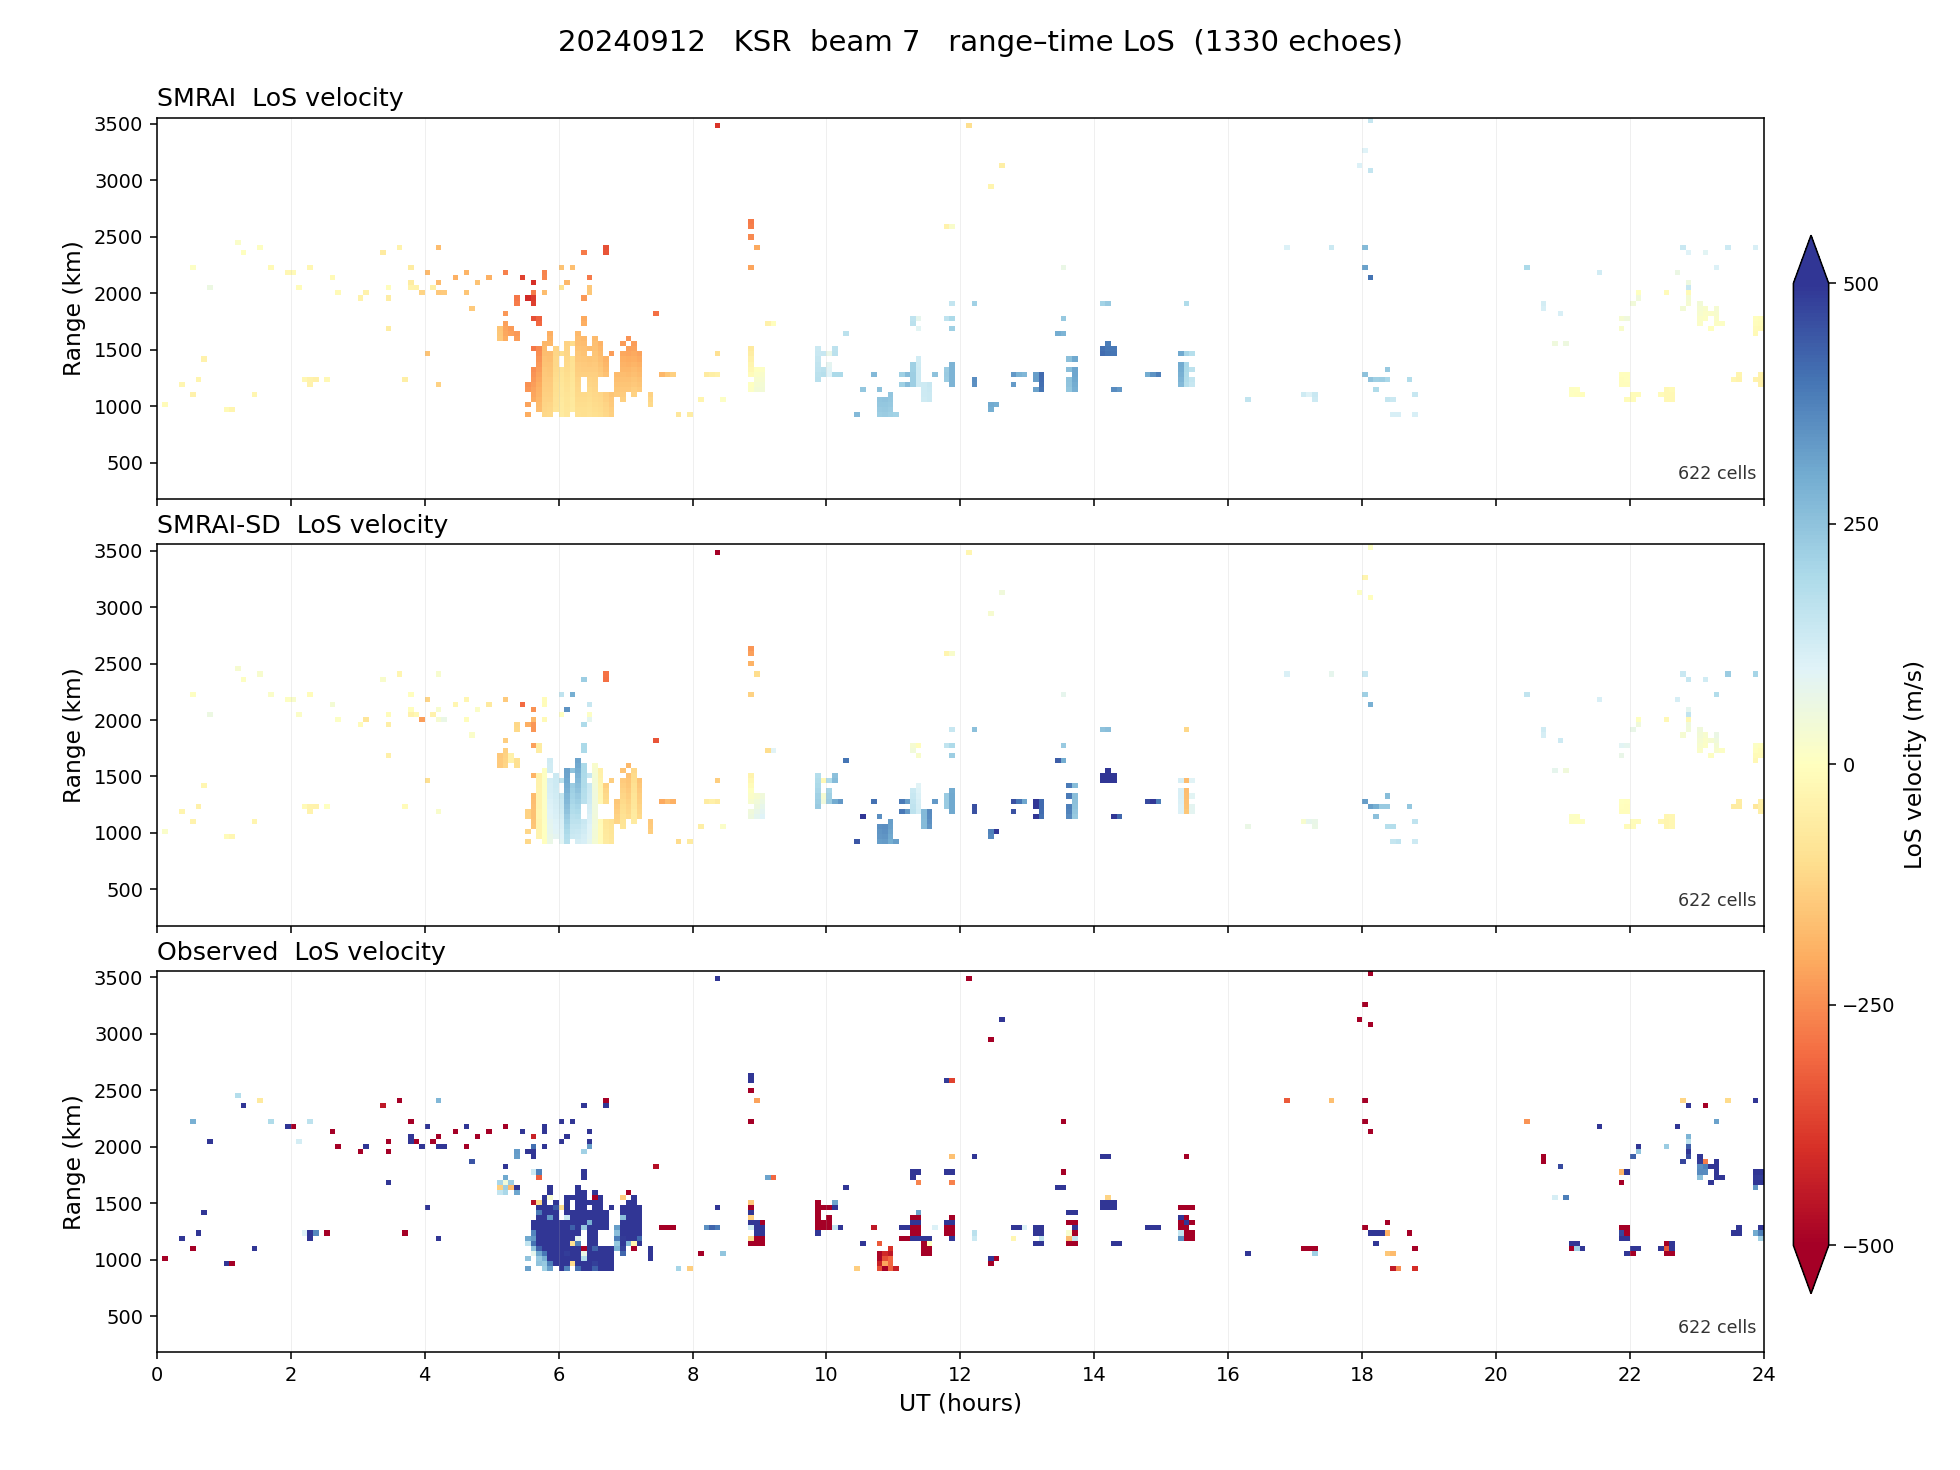 20240912   KSR  beam 7   range–time LoS  (1330 echoes)
SMRAI  LoS velocity
3500
3000
2500
2000
1500
1000
500
Range (km)
622 cells
SMRAI-SD  LoS velocity
3500
3000
2500
2000
1500
1000
500
Range (km)
622 cells
Observed  LoS velocity
3500
3000
2500
2000
1500
1000
500
Range (km)
622 cells
0 2 4 6 8 10 12 14 16 18 20 22 24
UT (hours)
500
250
0
−250
−500
LoS velocity (m/s)